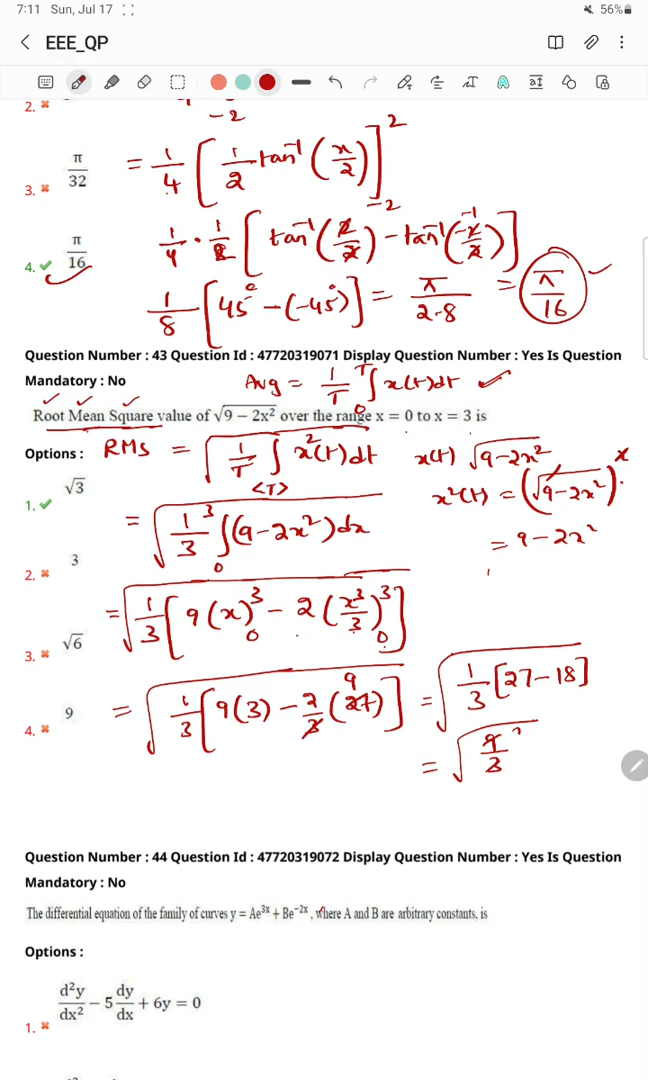 7:11 Sun, Jul 17 56%
EEE_QP
2. ✖
-2
3. ✖ π/32 = 1/4 [ 1/2 tan⁻¹ (x/2) ]²₋₂
1/4 · 1/2 [ tan⁻¹(2/2) - tan⁻¹(-2/2) ]
4. ✔ π/16
1/8 [ 45° - (-45°) ] = π/2·8 = π/16
Question Number : 43 Question Id : 47720319071 Display Question Number : Yes Is Question
Mandatory : No Avg = 1/T ∫₀ᵀ x(t)dt ✓
Root Mean Square value of √(9 − 2x²) over the range x = 0 to x = 3 is
Options : RMS = √(1/T ∫<T> x²(t)dt) x(t) √(9-2x²)
1. ✔ √3 x²(t) = (√(9-2x²))²
= √(1/3 ∫₀³ (9-2x²)dx) = 9-2x²
2. ✖ 3
= √(1/3 [ 9(x)₀³ - 2(x³/3)₀³ ])
3. ✖ √6
4. ✖ 9 = √(1/3 [ 9(3) - 2/3 (27) ]) = √(1/3 [27-18])
9
= √(9/3)
Question Number : 44 Question Id : 47720319072 Display Question Number : Yes Is Question
Mandatory : No
The differential equation of the family of curves y = Ae³ˣ + Be⁻²ˣ, where A and B are arbitrary constants, is
Options :
1. ✖ d²y/dx² − 5 dy/dx + 6y = 0